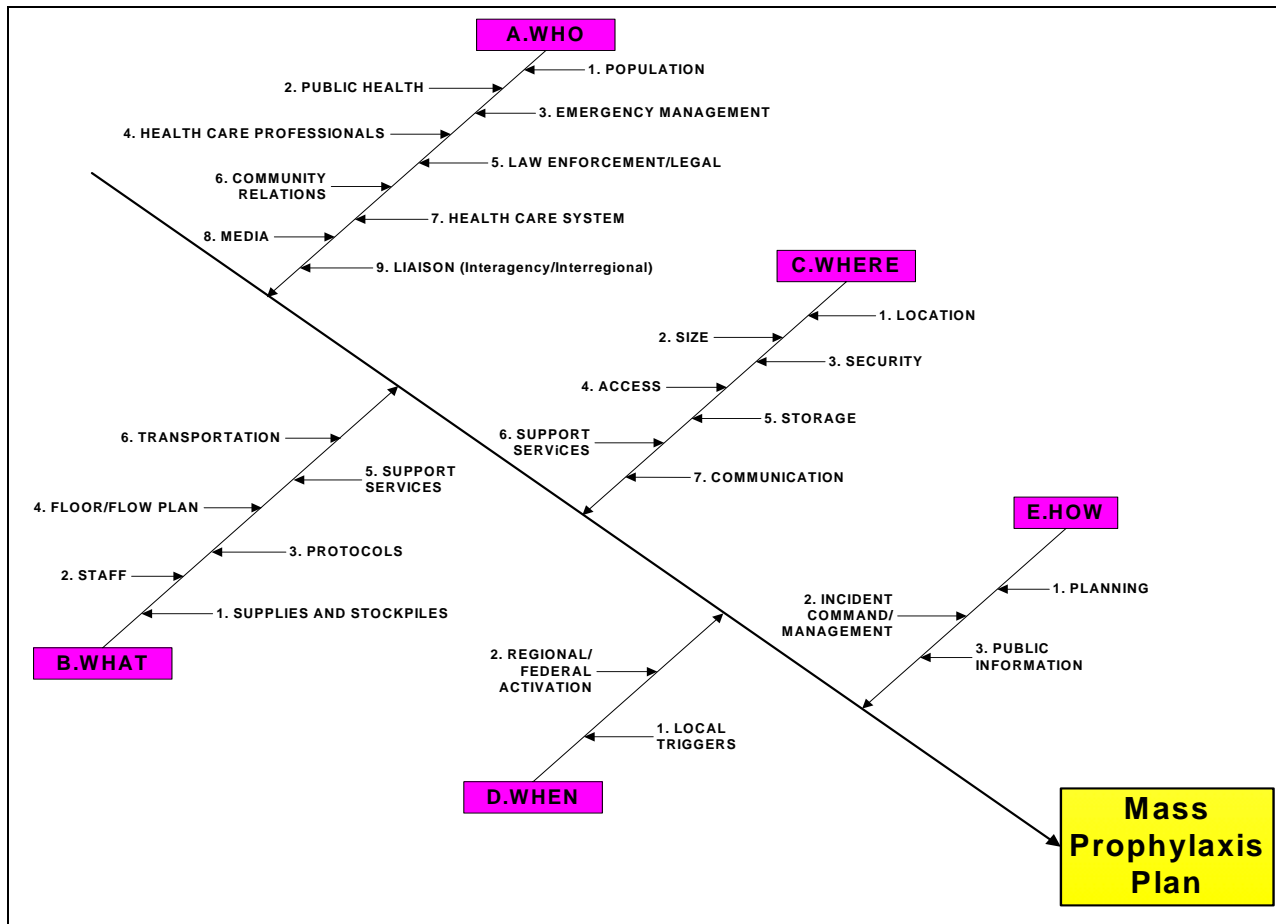 A.WHO
1. POPULATION
2. PUBLIC HEALTH
3. EMERGENCY MANAGEMENT
4. HEALTH CARE PROFESSIONALS
5. LAW ENFORCEMENT/LEGAL
6. COMMUNITY
RELATIONS
7. HEALTH CARE SYSTEM
8. MEDIA
9. LIAISON (Interagency/Interregional)
C.WHERE
1. LOCATION
2. SIZE
3. SECURITY
4. ACCESS
5. STORAGE
6. SUPPORT
SERViCES
7. COMMUNICATION
6. TRANSPORTATION
5. SUPPORT
SERVICES
4. FLOOR/FLOW PLAN
3. PROTOCOLS
2. STAFF
1. SUPPLIES AND STOCKPILES
B.WHAT
E.HOW
1. PLANNING
2. INCIDENT
COMMAND/
MANAGEMENT
3. PUBLIC
INFORMATION
2. REGIONAL/
FEDERAL
ACTIVATION
1. LOCAL
TRIGGERS
D.WHEN
Mass
Prophylaxis
Plan